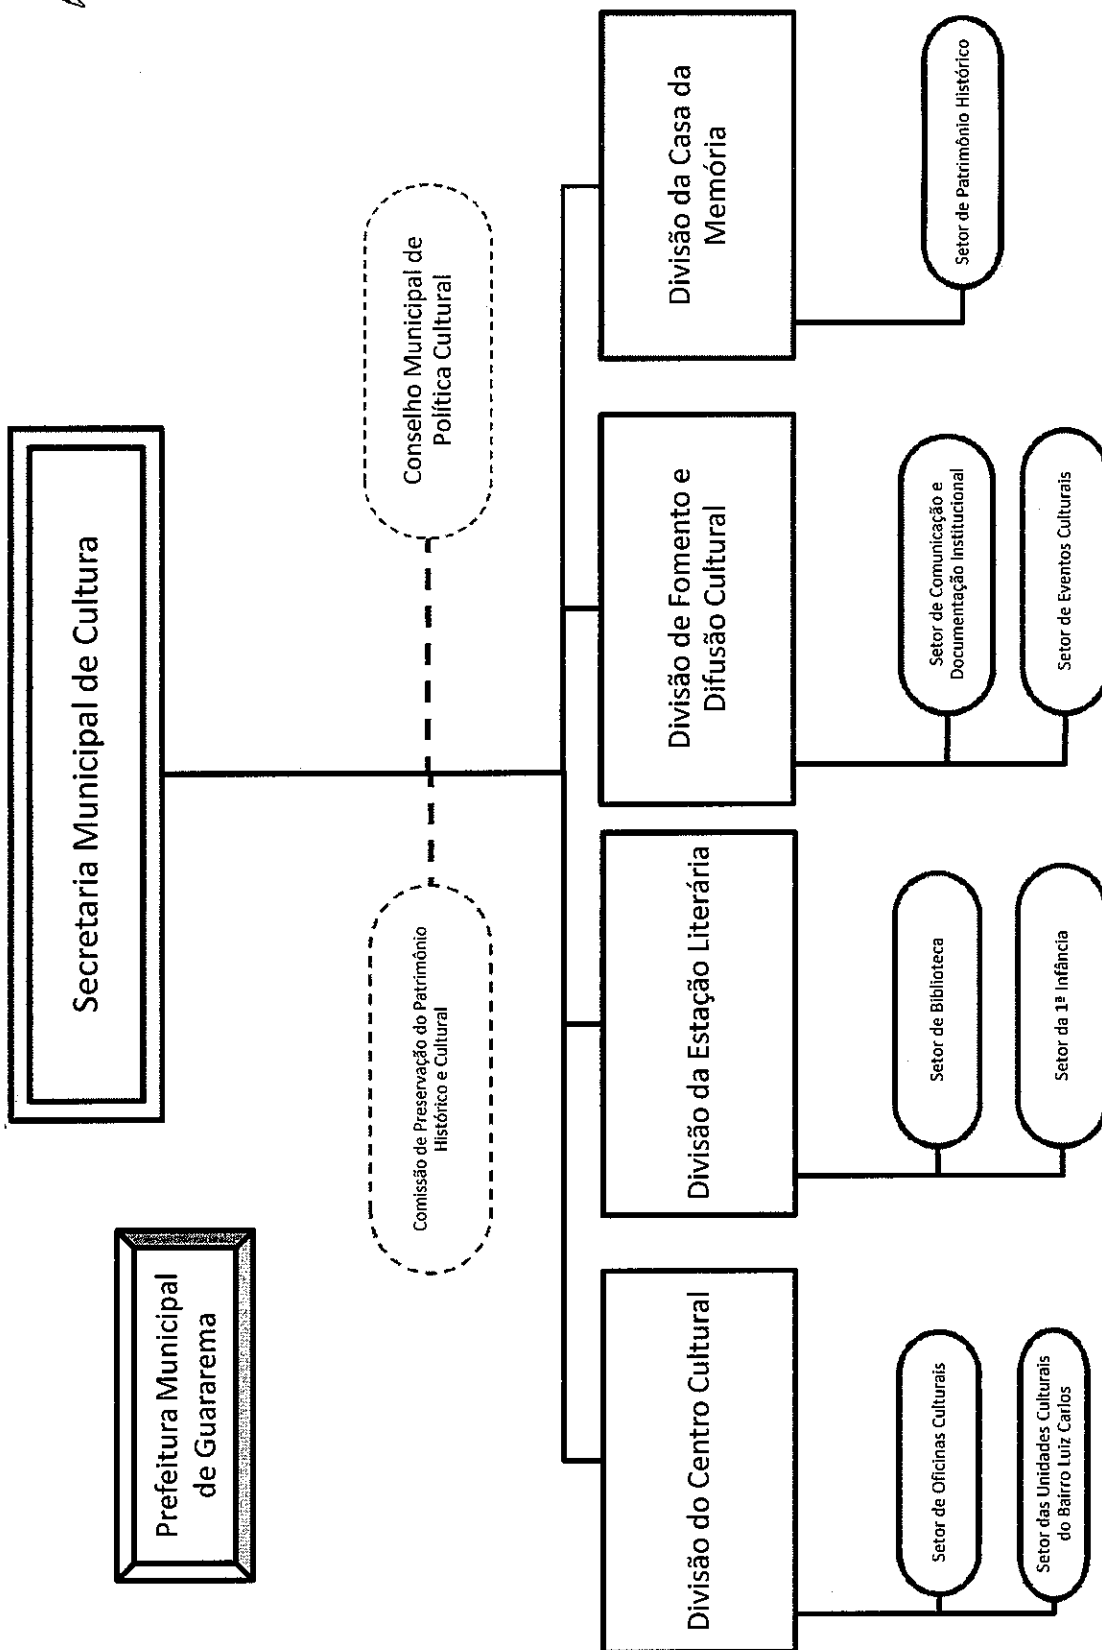 Prefeitura Municipal
de Guararema
Secretaria Municipal de Cultura
Comissão de Preservação do Patrimônio
Histórico e Cultural
Conselho Municipal de
Política Cultural
Divisão do Centro Cultural
Divisão da Estação Literária
Divisão de Fomento e
Difusão Cultural
Divisão da Casa da
Memória
Setor de Oficinas Culturais
Setor das Unidades Culturais
do Bairro Luiz Carlos
Setor de Biblioteca
Setor da 1ª Infância
Setor de Comunicação e
Documentação Institucional
Setor de Eventos Culturais
Setor de Patrimônio Histórico